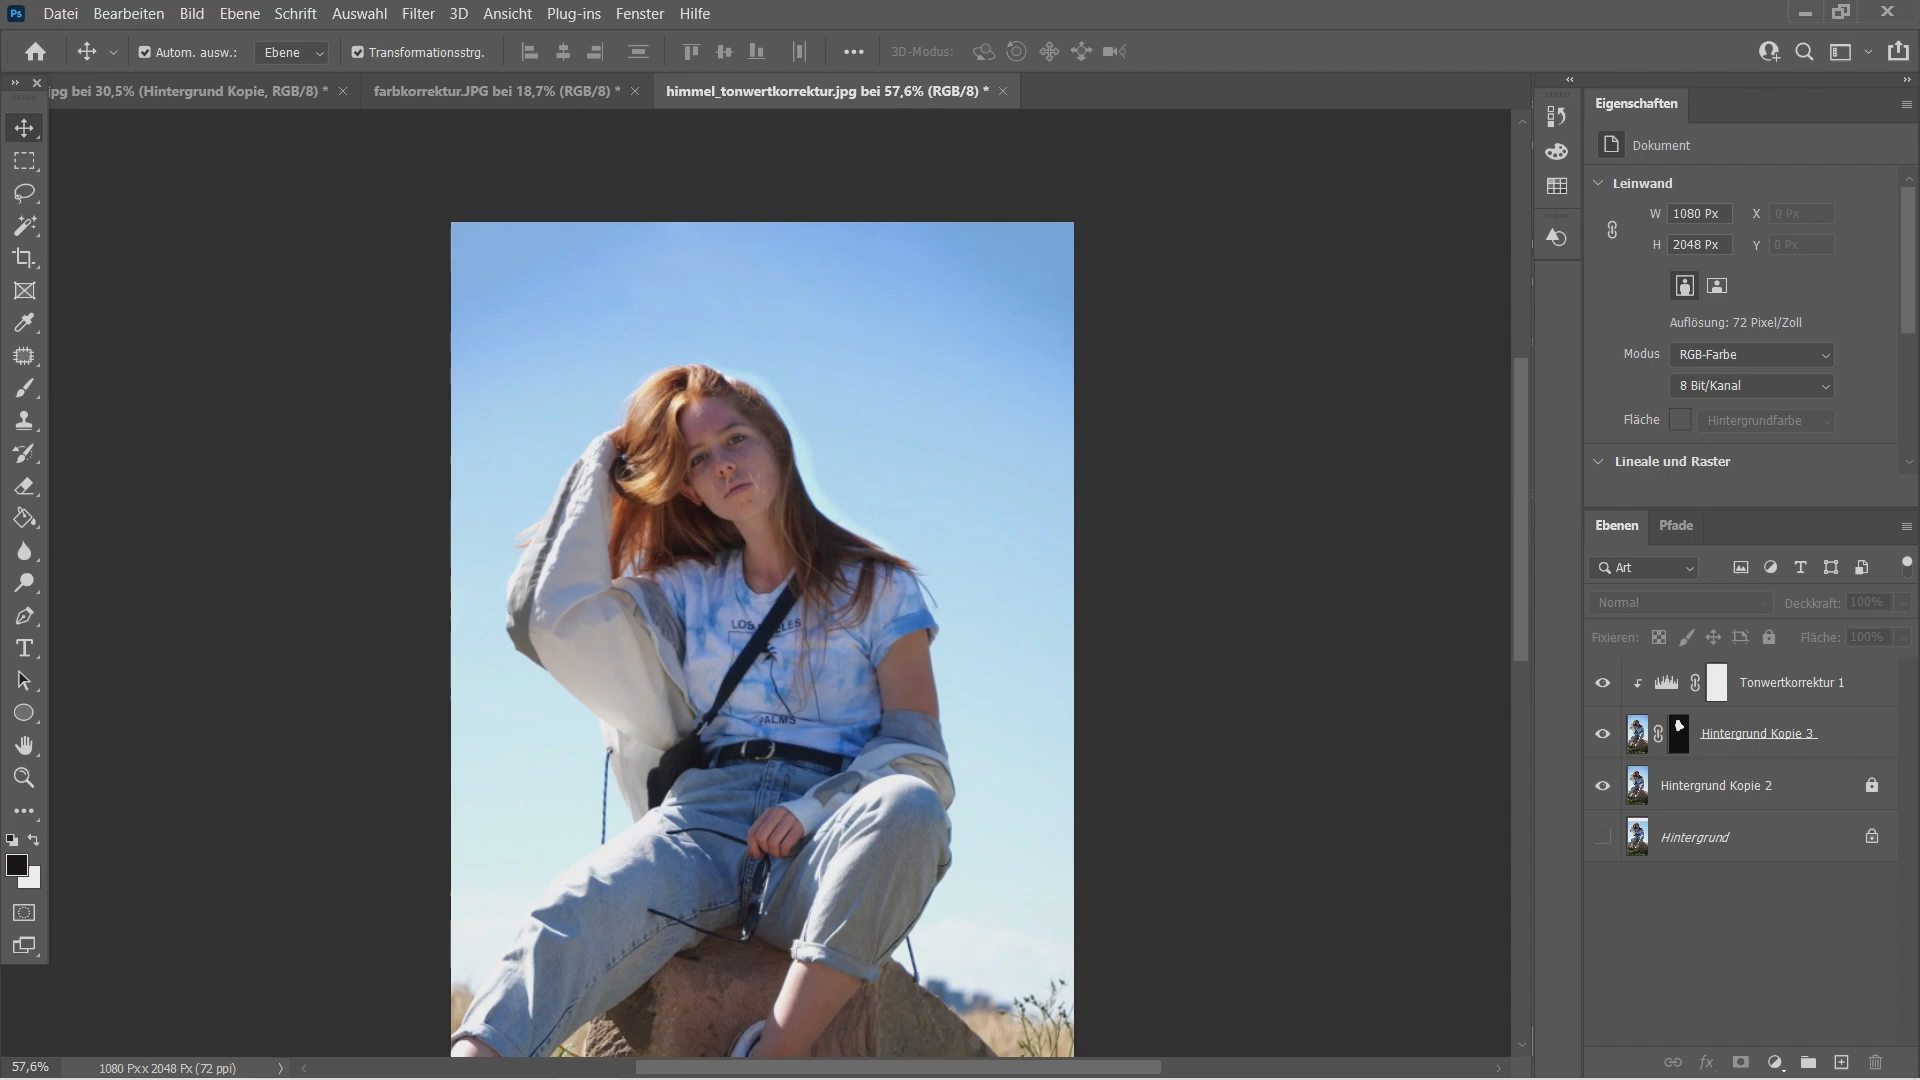 Ps Datei Bearbeiten Bild Ebene Schrift Auswahl Filter 3D Ansicht Plug-ins Fenster Hilfe
Autom. ausw.: Ebene Transformationsstrg. 3D-Modus:
jpg bei 30,5% (Hintergrund Kopie, RGB/8) * farbkorrektur.JPG bei 18,7% (RGB/8) * himmel_tonwertkorrektur.jpg bei 57,6% (RGB/8) *
Eigenschaften
Dokument
Leinwand
W 1080 Px X 0 Px
H 2048 Px Y 0 Px
Auflösung: 72 Pixel/Zoll
Modus RGB-Farbe
8 Bit/Kanal
Fläche Hintergrundfarbe
Lineale und Raster
Ebenen Pfade
Art
Normal Deckkraft: 100%
Fixieren: Fläche: 100%
Tonwertkorrektur 1
Hintergrund Kopie 3
Hintergrund Kopie 2
Hintergrund
LOS
PALMS
57,6% 1080 Px x 2048 Px (72 ppi)